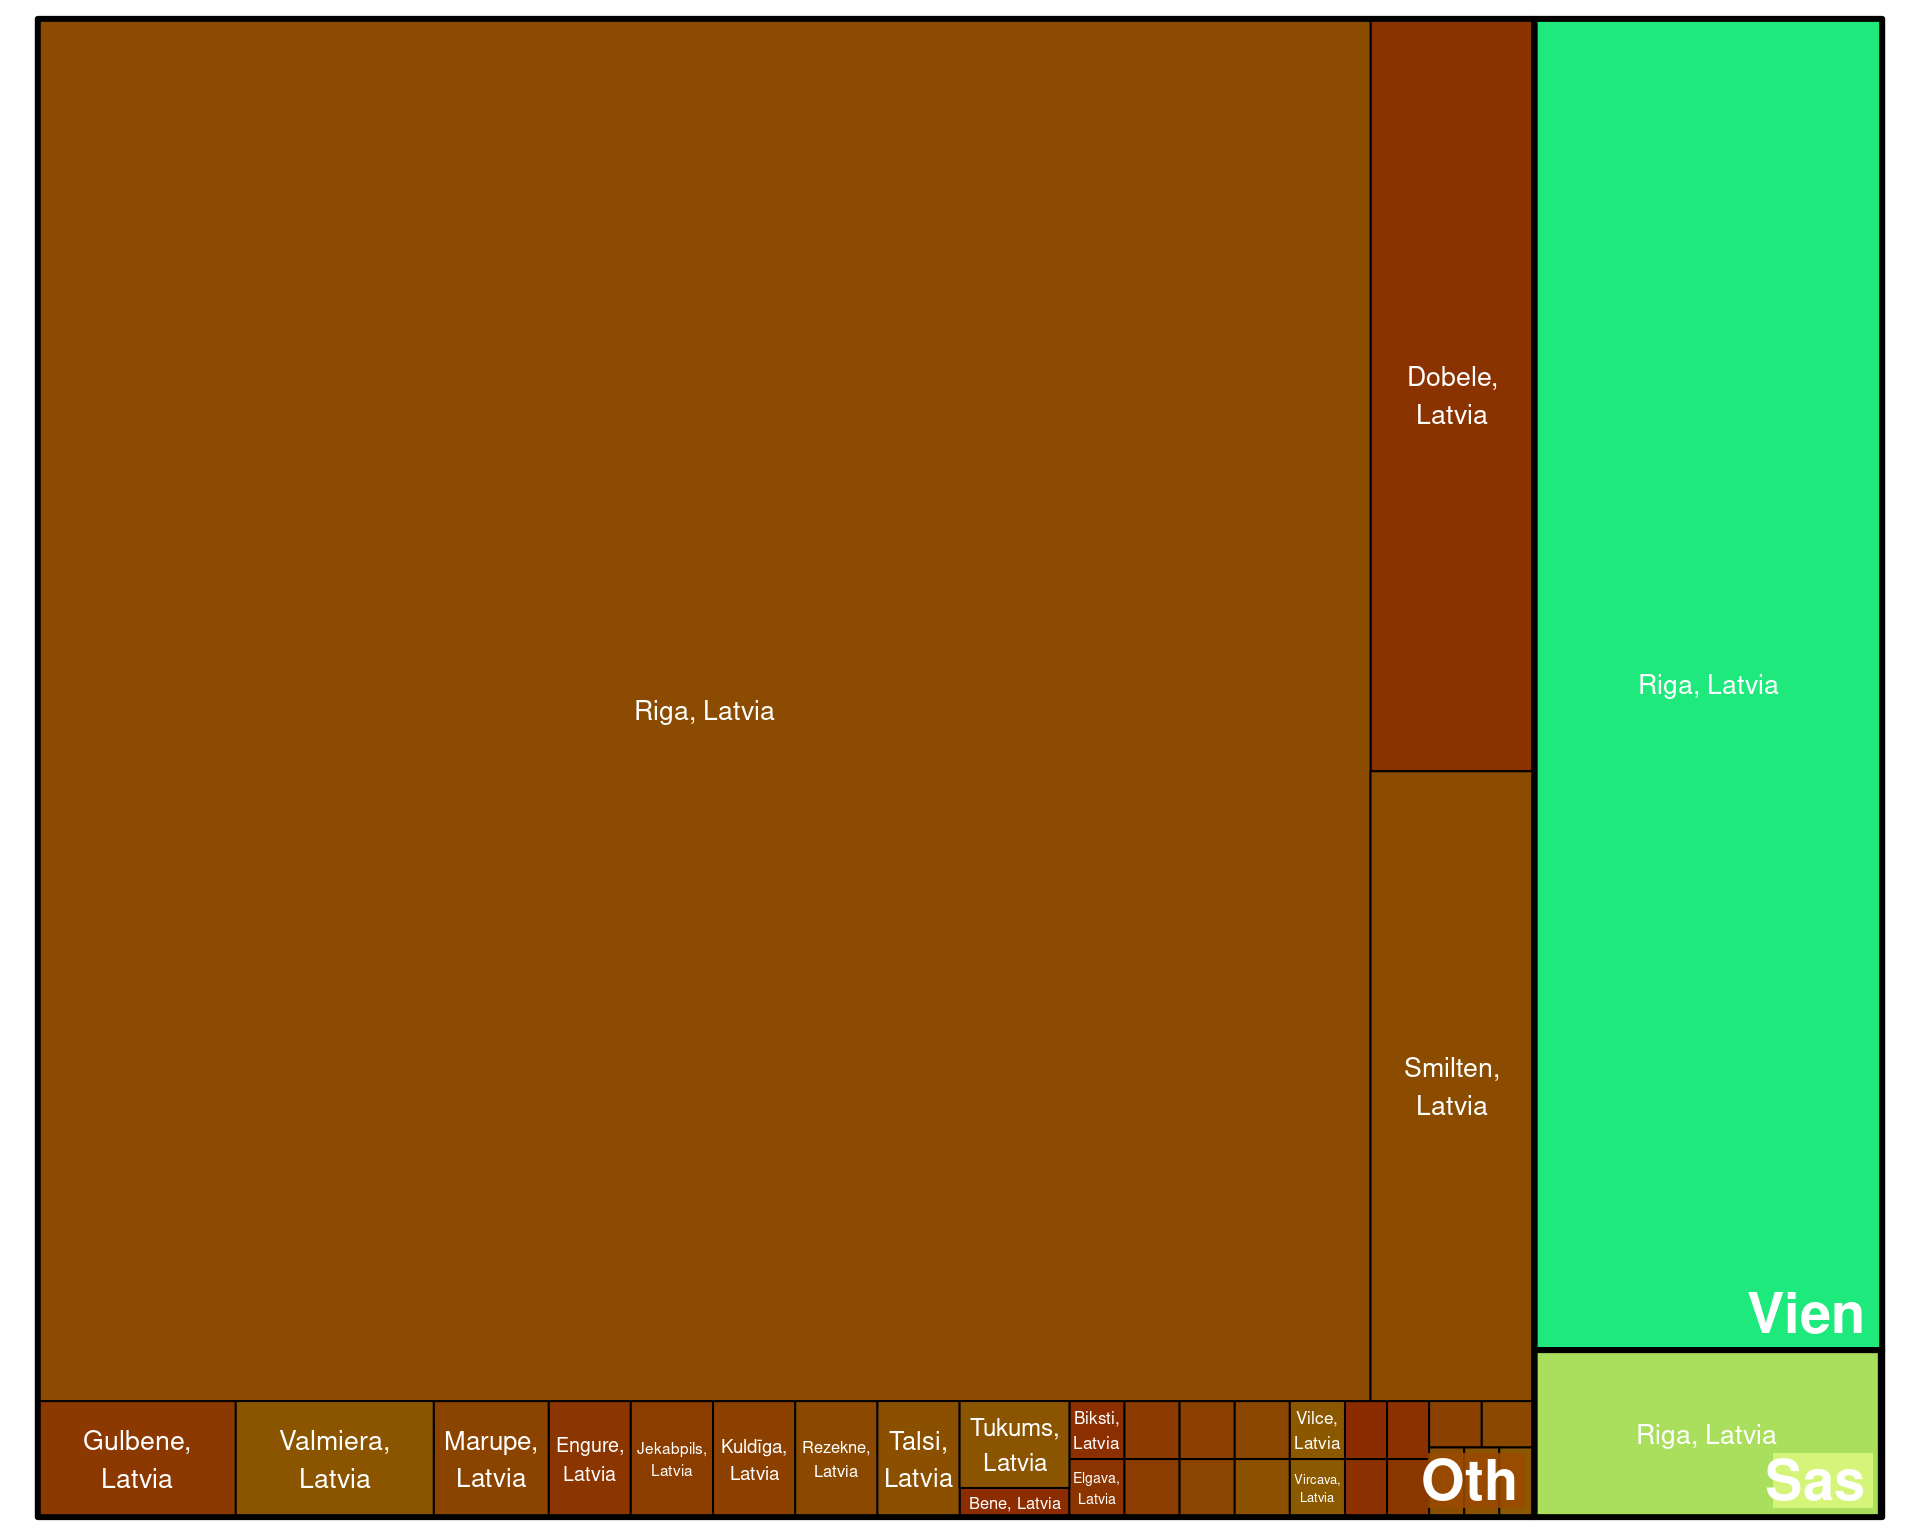 Riga, Latvia
Dobele,
Latvia
Smilten,
Latvia
Riga, Latvia
Vien
Riga, Latvia
Sas
Gulbene,
Latvia
Valmiera,
Latvia
Marupe,
Latvia
Engure,
Latvia
Jekabpils,
Latvia
Kuldīga,
Latvia
Rezekne,
Latvia
Talsi,
Latvia
Tukums,
Latvia
Bene, Latvia
Biksti,
Latvia
Elgava,
Latvia
Vilce,
Latvia
Vircava,
Latvia
Oth